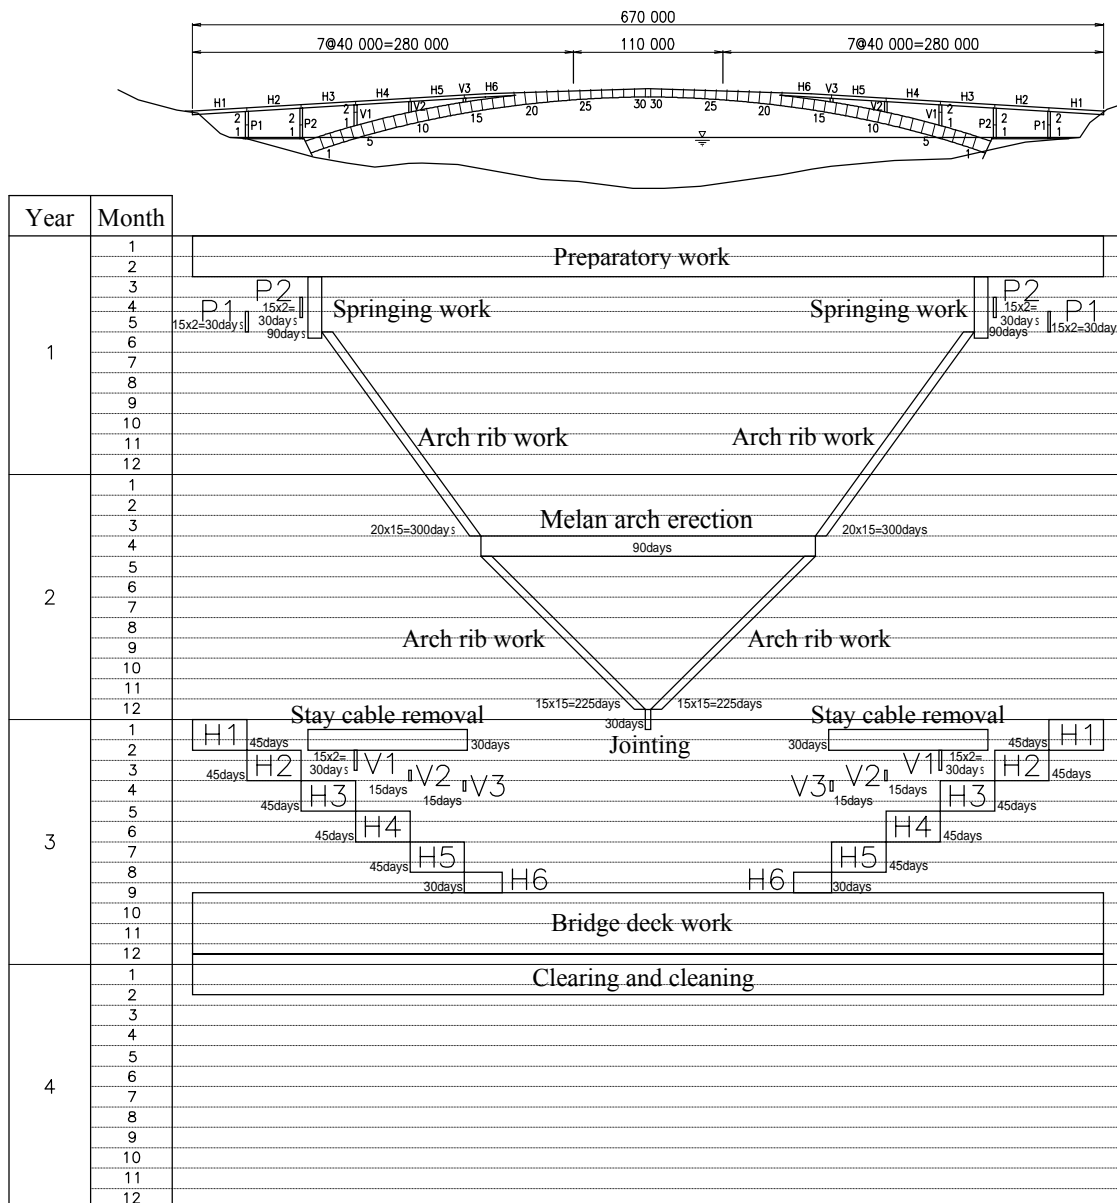 670 000
7@40 000=280 000 110 000 7@40 000=280 000
H1 H2 H3 H4 H5 V3 H6 20 25 30 30 25 20 H6 V3 H5 H4 H3 H2 H1
2 1 P1 2 1 P2 2 1 V1 V2 15 10 5 1 15 V2 10 V1 2 1 5 1 P2 2 1 P1 2 1
Year Month
1
1
2
Preparatory work
3
4
5
6
7
8
9
10
11
12
P2 P2
P1 P1
Springing work Springing work
15x2=
30days
15x2=
30days
15x2=30days 15x2=30days
90days 90days
Arch rib work Arch rib work
2
1
2
3
4
5
6
7
8
9
10
11
12
20x15=300days Melan arch erection 20x15=300days
90days
Arch rib work Arch rib work
15x15=225days 15x15=225days
30days
Jointing
3
1
2
3
4
5
6
7
8
9
10
11
12
Stay cable removal Stay cable removal
H1 45days 30days 30days 45days H1
45days H2 15x2=
30days
V1 V1 15x2=
30days
H2 45days
V2 15days V2 15days
V3 15days V3 15days
45days H3 H3 45days
45days H4 H4 45days
45days H5 H5 45days
30days H6 H6 30days
Bridge deck work
4
1
2
3
4
5
6
7
8
9
10
11
12
Clearing and cleaning